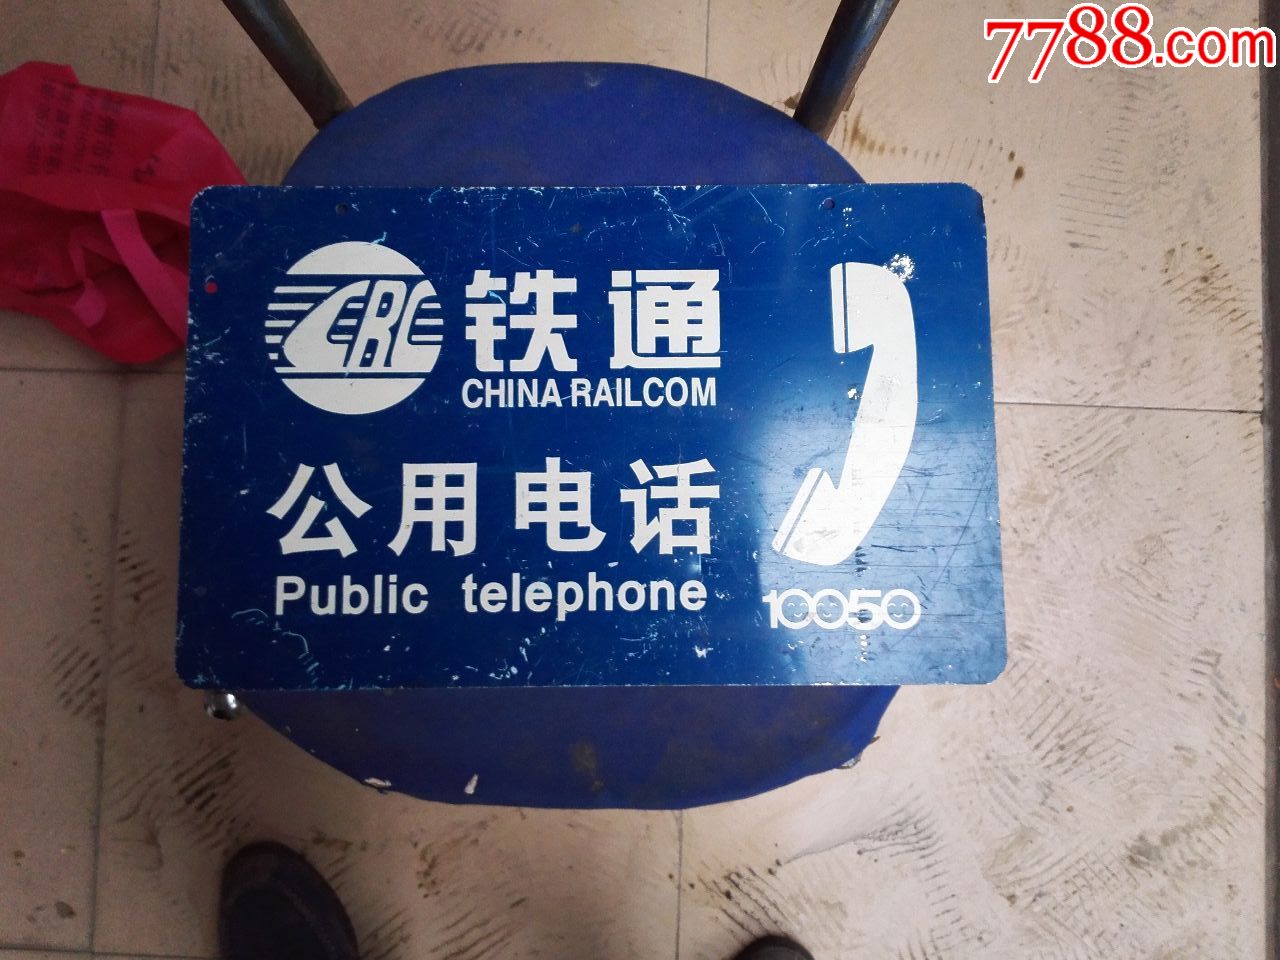 7788.com
CRC 铁通
CHINA RAILCOM
公用电话
Public telephone
10050